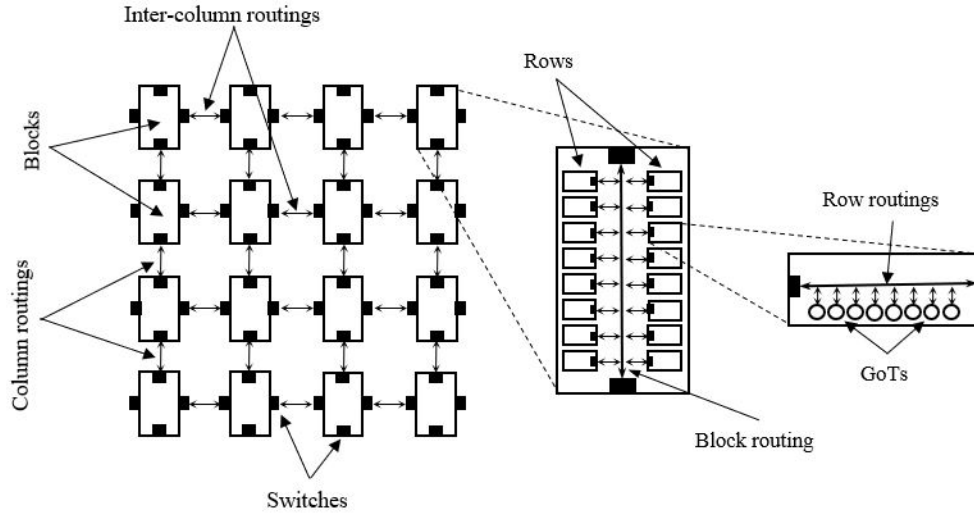 Inter-column routings
Rows
Blocks
Row routings
Column routings
GoTs
Block routing
Switches